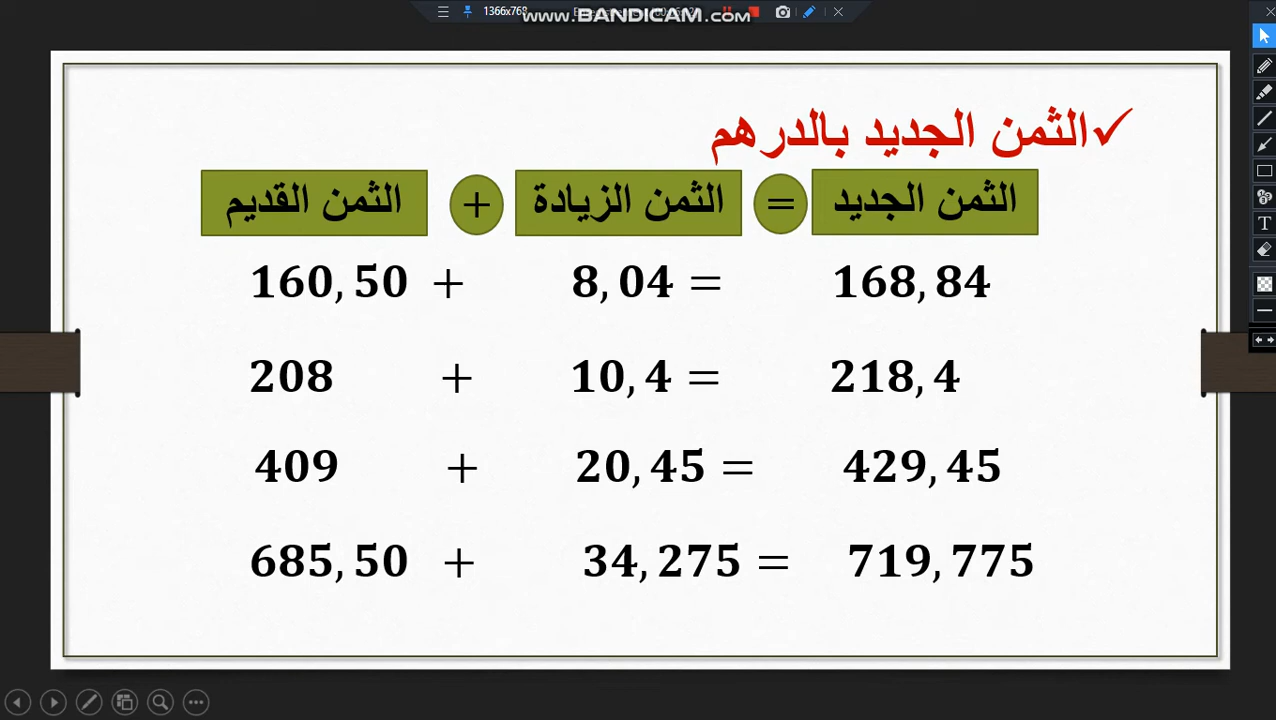 1366x768
WWW.BANDICAM.COM
الثمن الجديد بالدرهم
الثمن القديم + الثمن الزيادة = الثمن الجديد
160,50 + 8,04 = 168,84
208 + 10,4 = 218,4
409 + 20,45 = 429,45
685,50 + 34,275 = 719,775